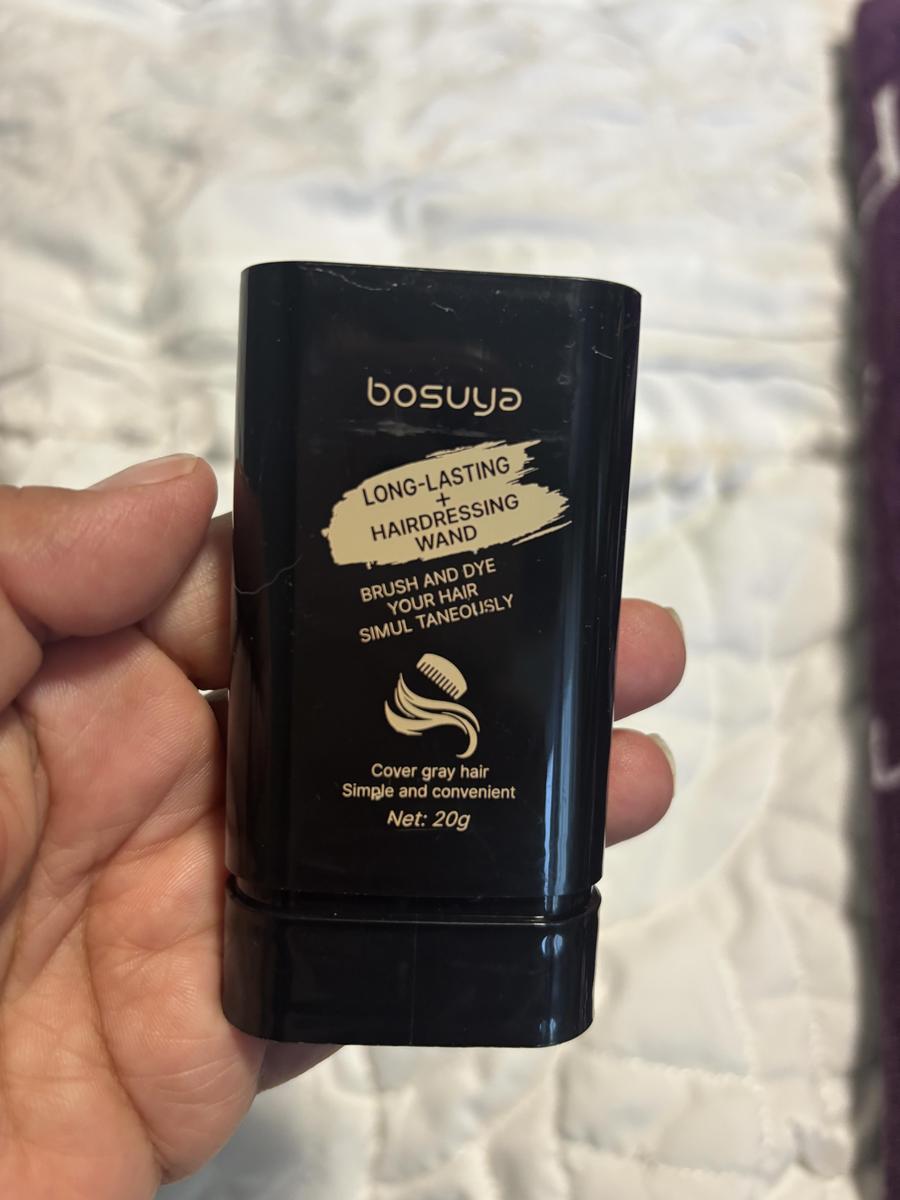 bosuya
LONG-LASTING
+
HAIRDRESSING
WAND
BRUSH AND DYE
YOUR HAIR
SIMUL TANEOUSLY
Cover gray hair
Simple and convenient
Net: 20g